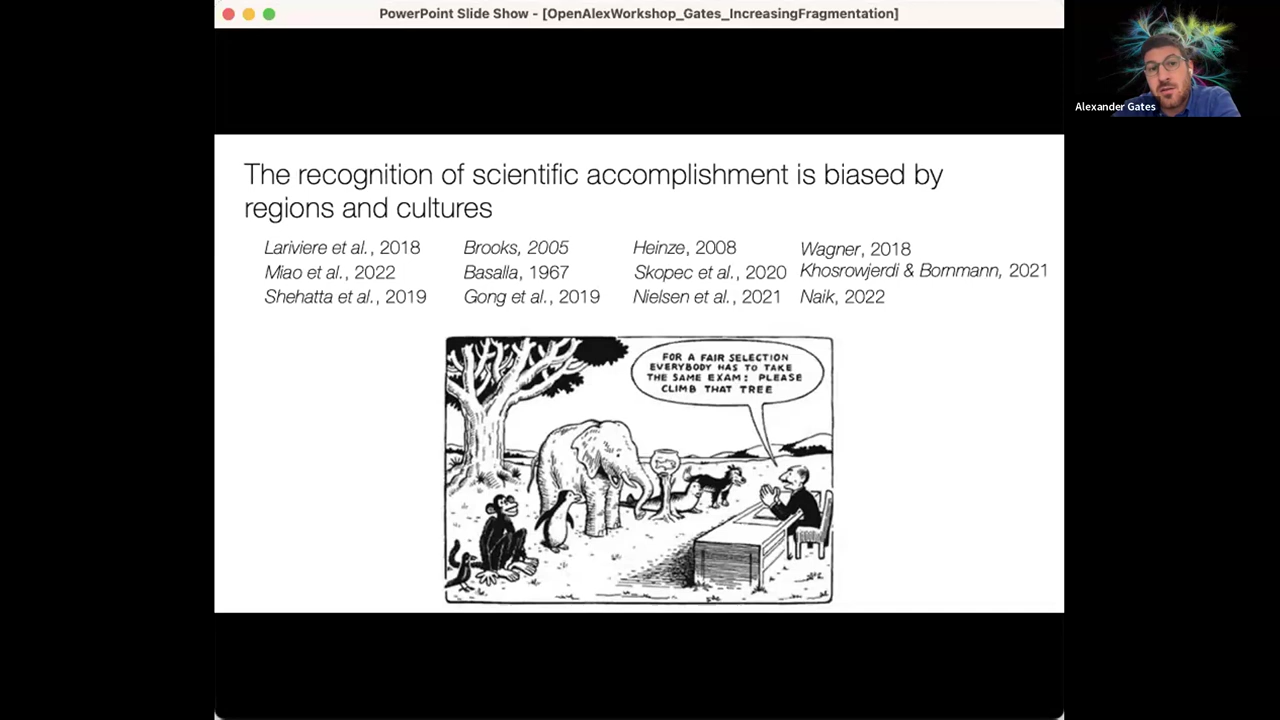 PowerPoint Slide Show - [OpenAlexWorkshop_Gates_IncreasingFragmentation]
Alexander Gates
The recognition of scientific accomplishment is biased by
regions and cultures
Lariviere et al., 2018 Brooks, 2005 Heinze, 2008 Wagner, 2018
Miao et al., 2022 Basalla, 1967 Skopec et al., 2020 Khosrowjerdi & Bornmann, 2021
Shehatta et al., 2019 Gong et al., 2019 Nielsen et al., 2021 Naik, 2022
FOR A FAIR SELECTION
EVERYBODY HAS TO TAKE
THE SAME EXAM: PLEASE
CLIMB THAT TREE